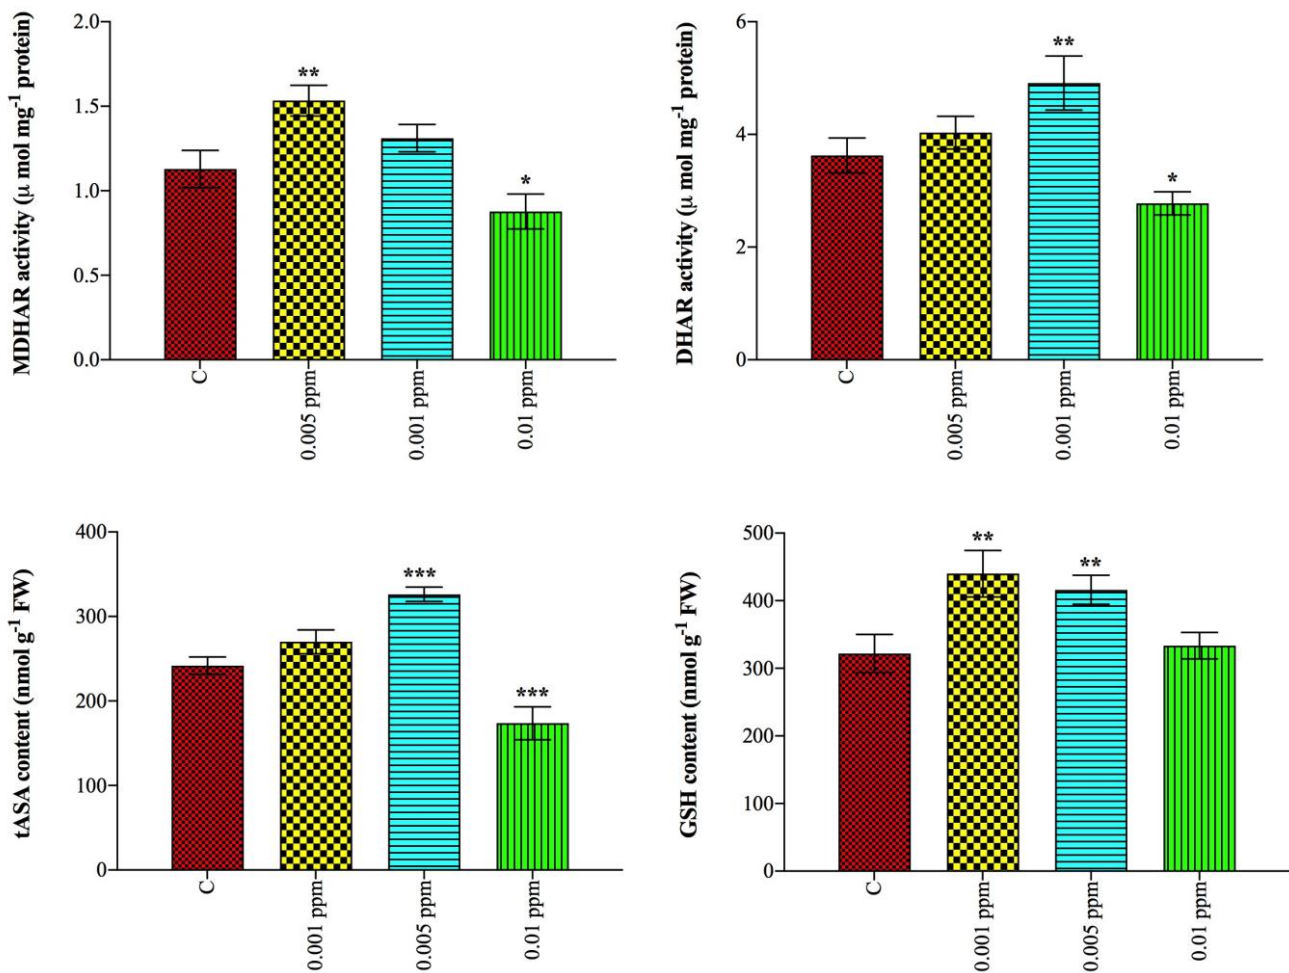 MDHAR activity (μ mol mg⁻¹ protein)
2.0
1.5
1.0
0.5
0.0
**
*
C
0.005 ppm
0.001 ppm
0.01 ppm
DHAR activity (μ mol mg⁻¹ protein)
6
4
2
0
**
*
C
0.005 ppm
0.001 ppm
0.01 ppm
tASA content (nmol g⁻¹ FW)
400
300
200
100
0
***
***
C
0.001 ppm
0.005 ppm
0.01 ppm
GSH content (nmol g⁻¹ FW)
500
400
300
200
100
0
**
**
C
0.001 ppm
0.005 ppm
0.01 ppm